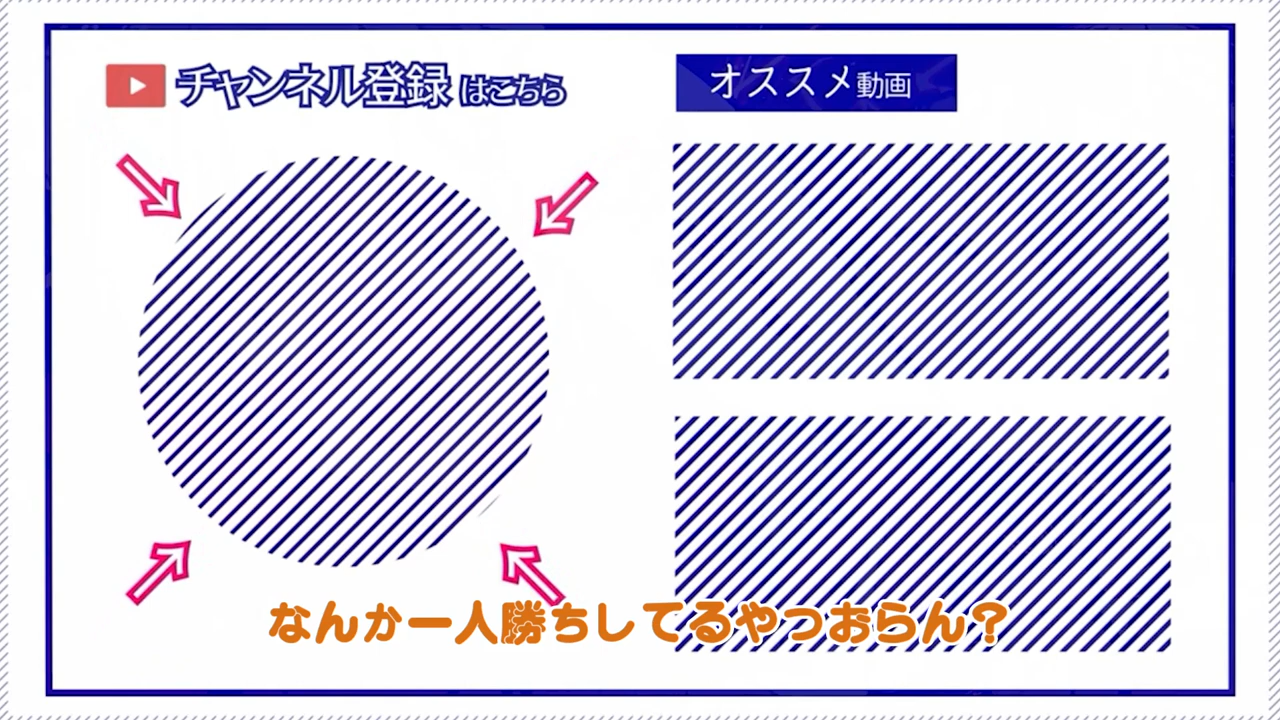 チャンネル登録 はこちら
オススメ動画
なんか一人勝ちしてるやつおらん?